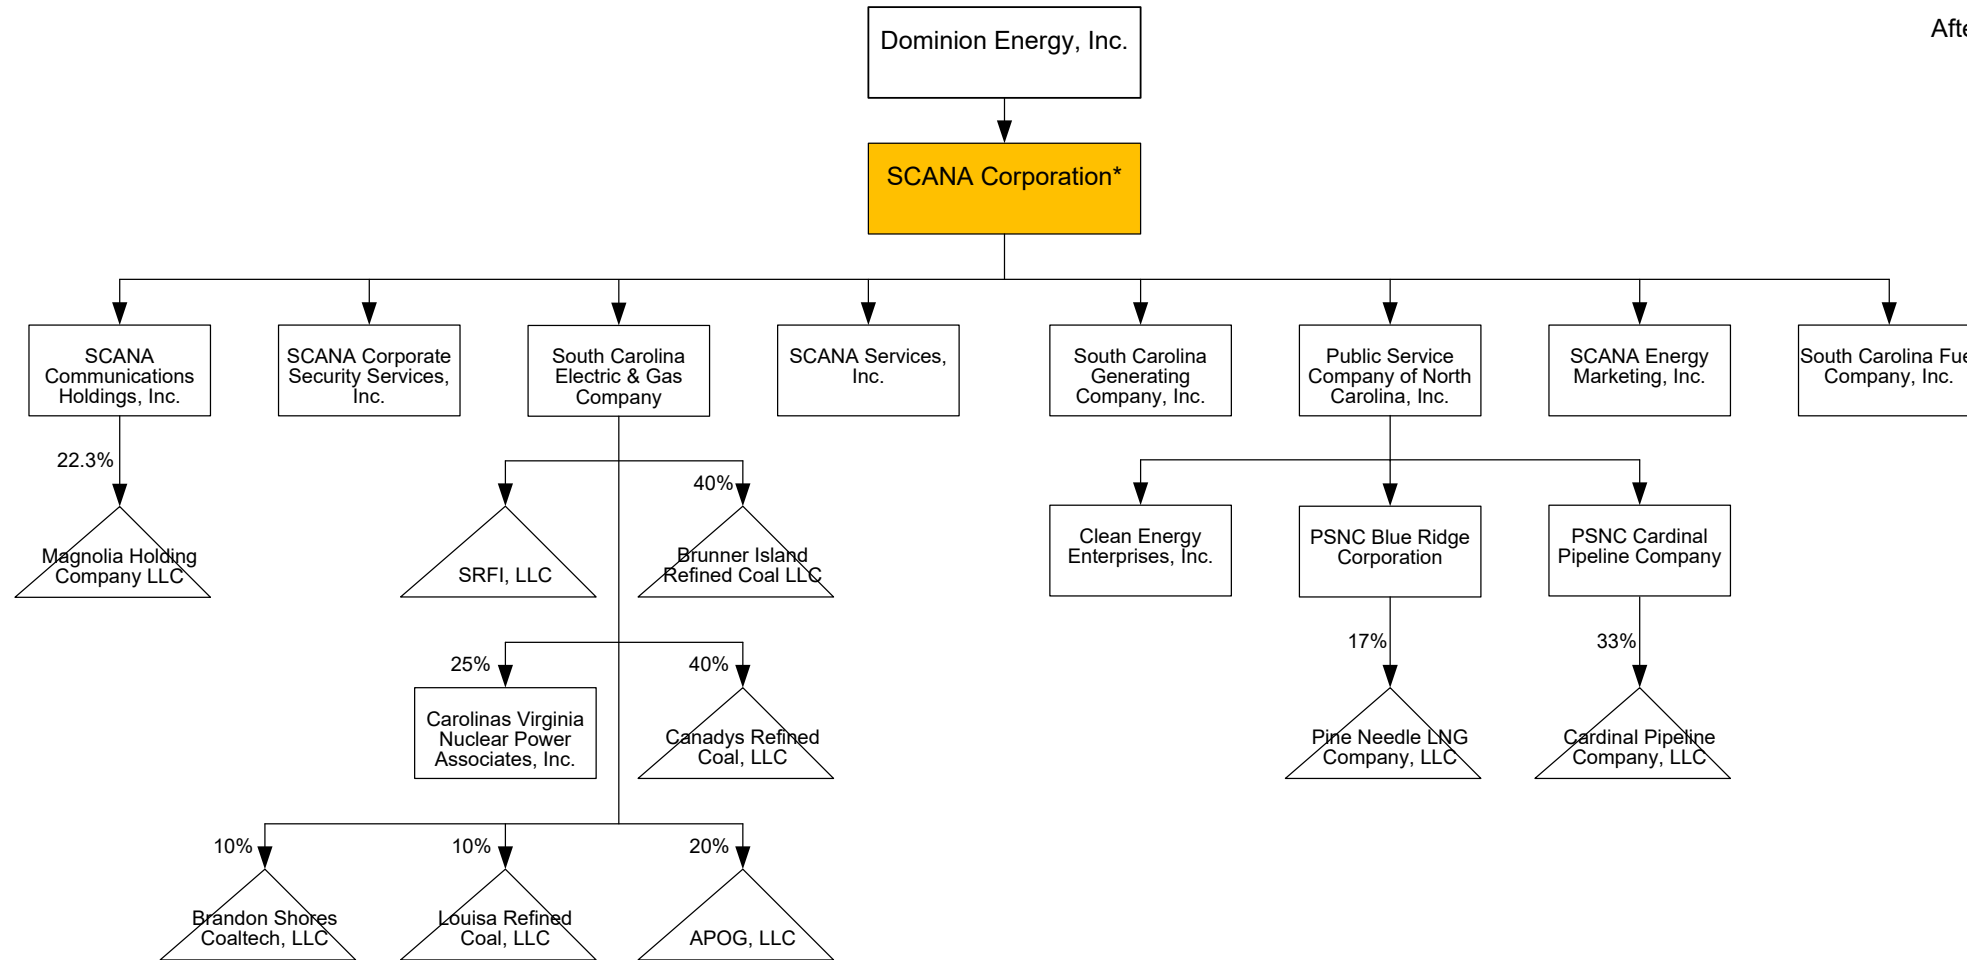 Dominion Energy, Inc.
SCANA Corporation*
SCANA
Communications
Holdings, Inc.
SCANA Corporate
Security Services,
Inc.
South Carolina
Electric & Gas
Company
SCANA Services,
Inc.
South Carolina
Generating
Company, Inc.
Public Service
Company of North
Carolina, Inc.
SCANA Energy
Marketing, Inc.
South Carolina
Company, Inc.
22.3%
40%
Magnolia Holding
Company LLC
SRFI, LLC
Brunner Island
Refined Coal LLC
Clean Energy
Enterprises, Inc.
PSNC Blue Ridge
Corporation
PSNC Cardinal
Pipeline Company
25%
40%
17%
33%
Carolinas Virginia
Nuclear Power
Associates, Inc.
Canadys Refined
Coal, LLC
Pine Needle LNG
Company, LLC
Cardinal Pipeline
Company, LLC
10%
10%
20%
Brandon Shores
Coaltech, LLC
Louisa Refined
Coal, LLC
APOG, LLC